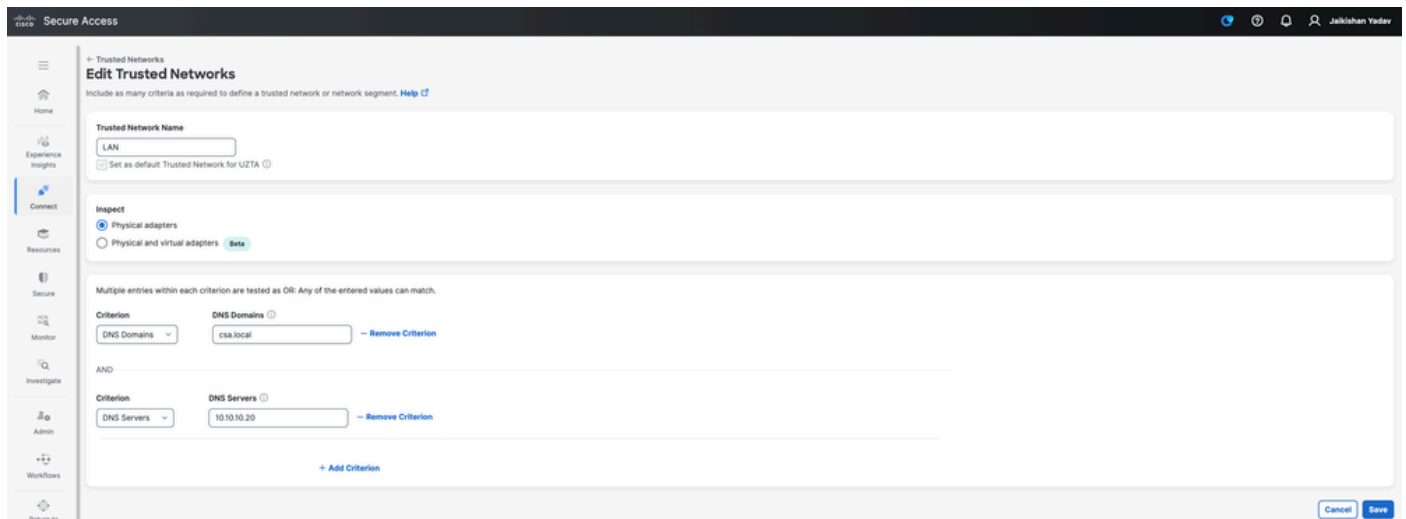 cisco Secure Access
Jaikishan Yadav
Home
Experience
Insights
Connect
Resources
Secure
Monitor
Investigate
Admin
Workflows
Return to
← Trusted Networks
Edit Trusted Networks
Include as many criteria as required to define a trusted network or network segment. Help
Trusted Network Name
LAN
Set as default Trusted Network for UZTA
Inspect
Physical adapters
Physical and virtual adapters Beta
Multiple entries within each criterion are tested as OR: Any of the entered values can match.
Criterion DNS Domains
DNS Domains csa.local — Remove Criterion
AND
Criterion DNS Servers
DNS Servers 10.10.10.20 — Remove Criterion
+ Add Criterion
Cancel Save